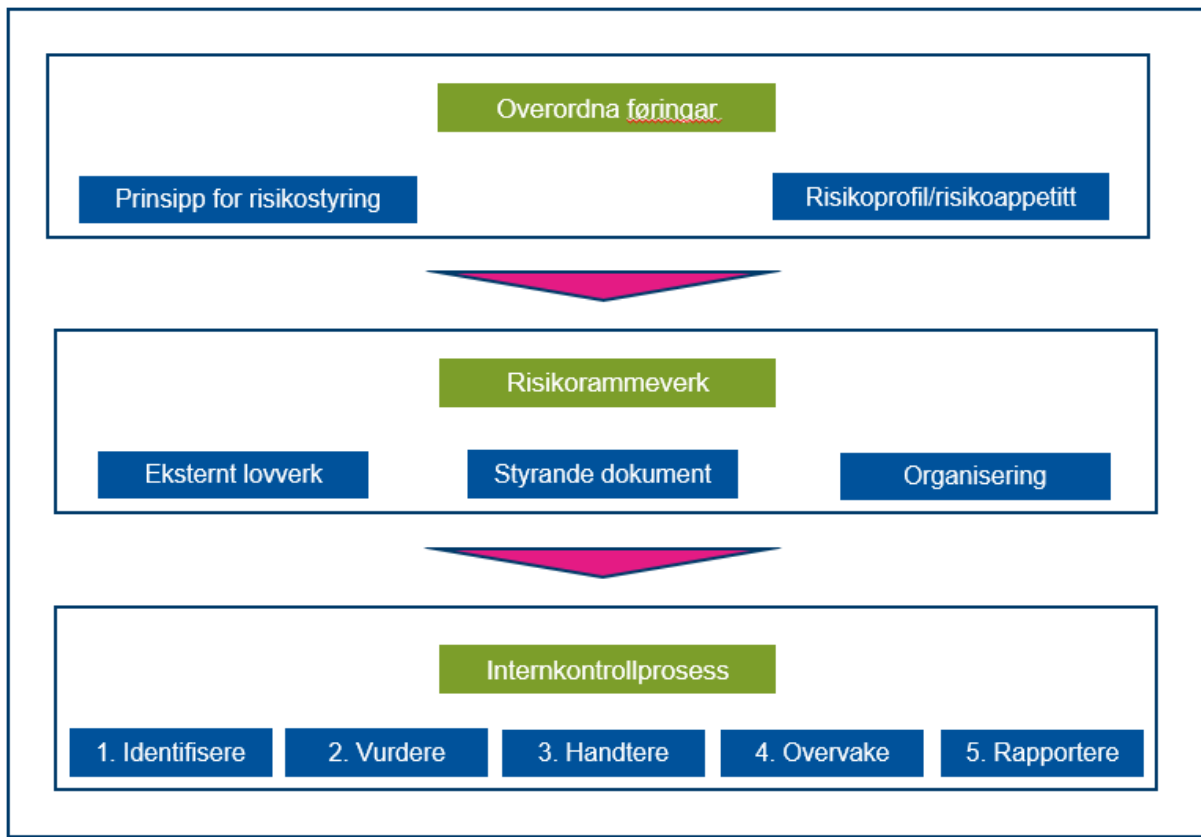 Overordna føringar
Prinsipp for risikostyring
Risikoprofil/risikoappetitt
Risikorammeverk
Eksternt lovverk
Styrande dokument
Organisering
Internkontrollprosess
1. Identifisere
2. Vurdere
3. Handtere
4. Overvake
5. Rapportere